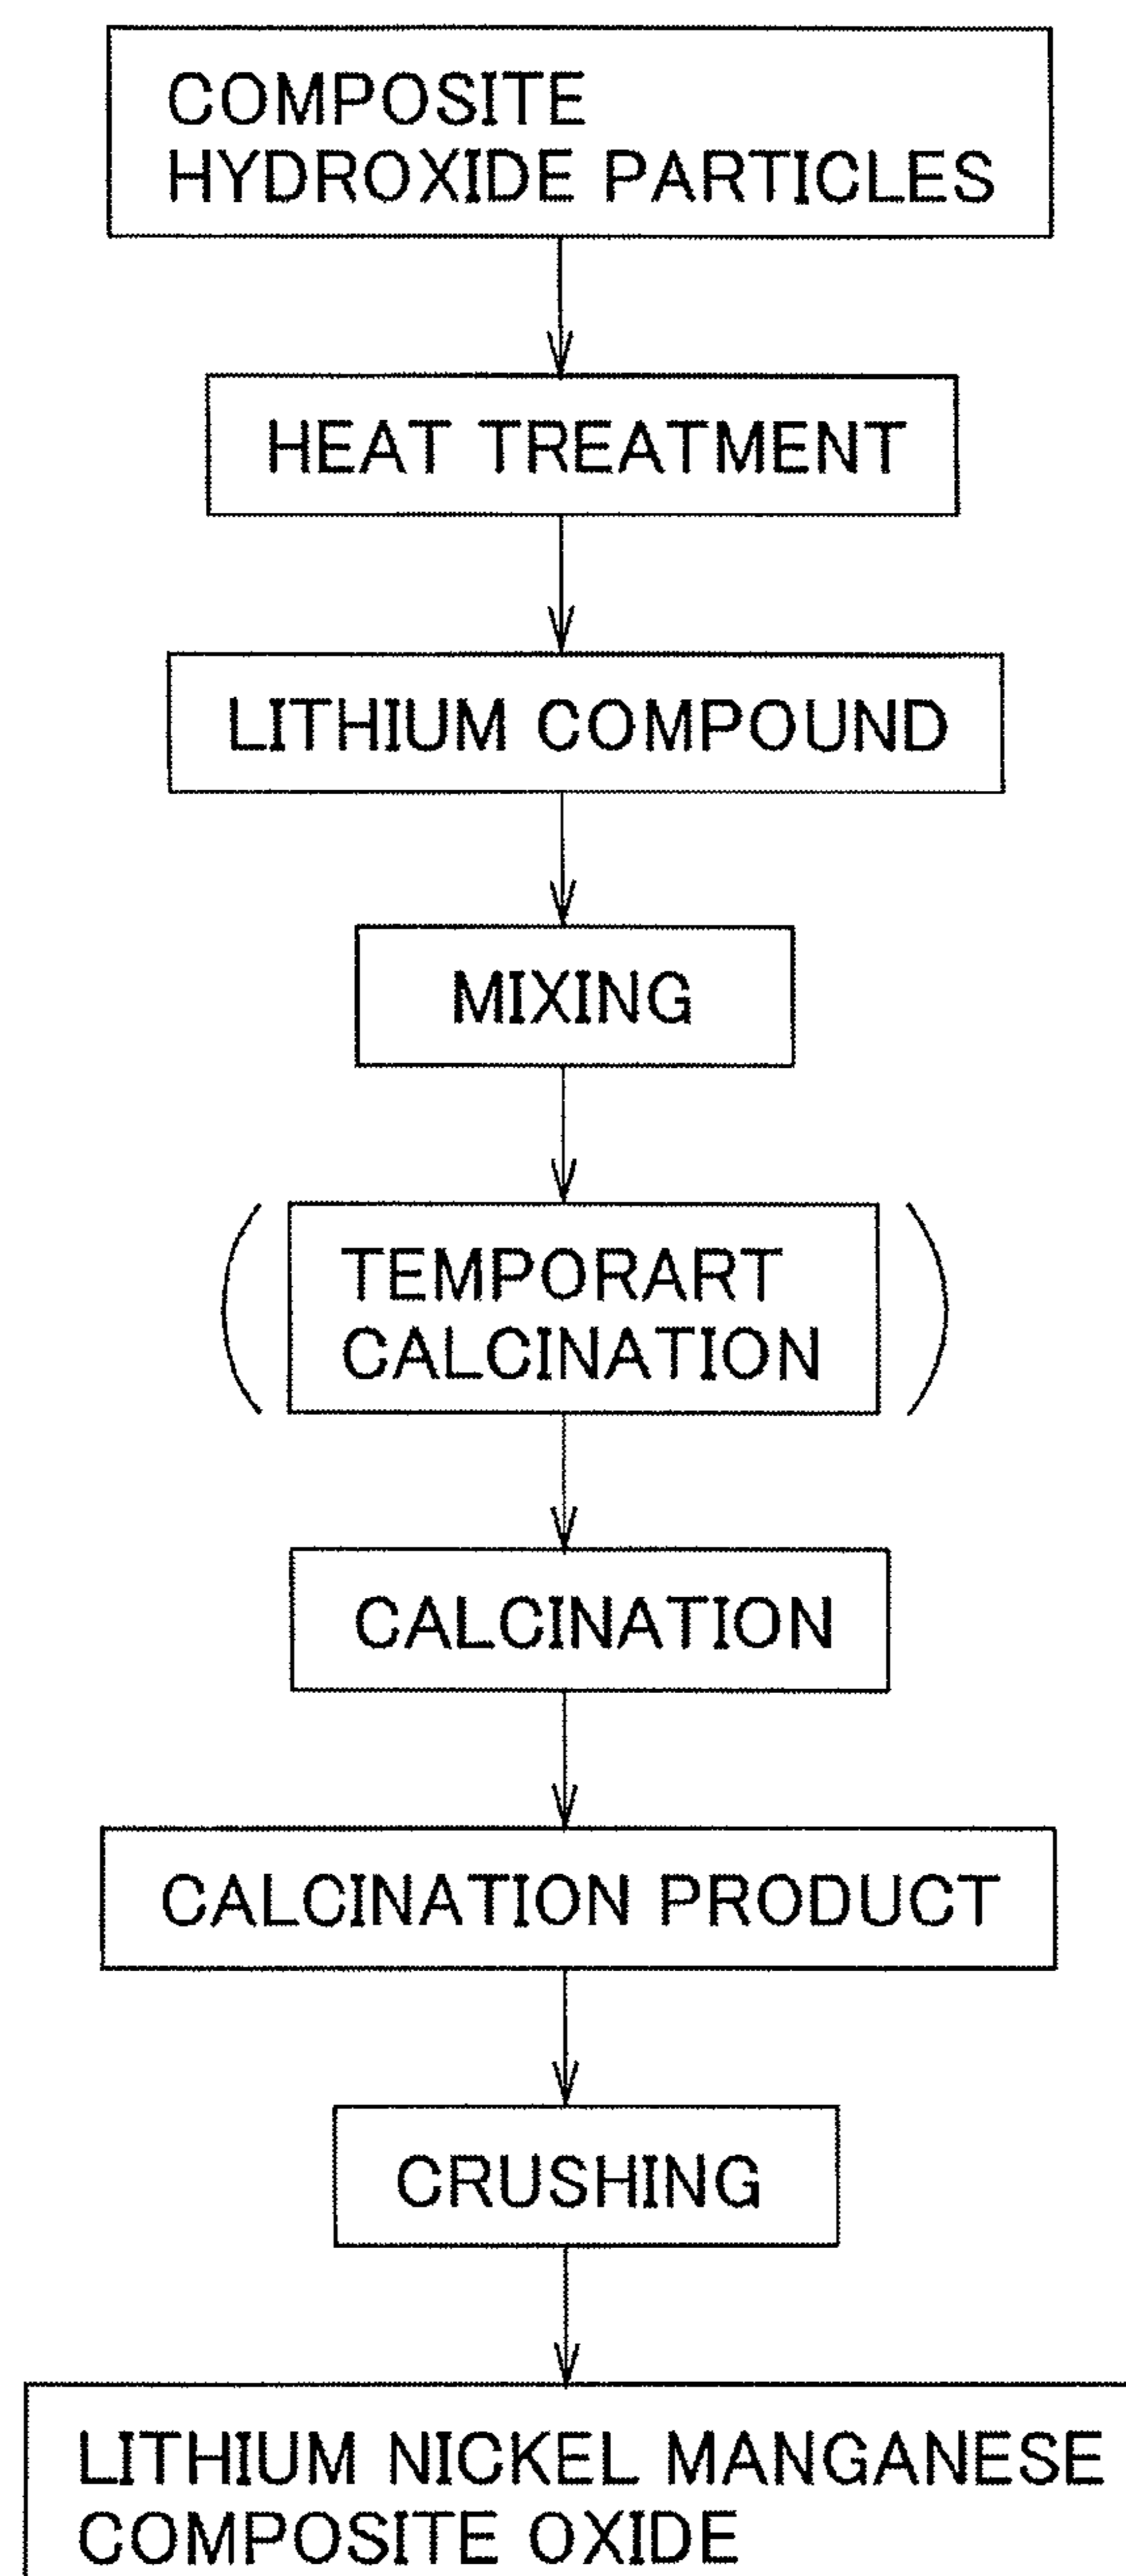 COMPOSITE
HYDROXIDE PARTICLES
HEAT TREATMENT
LITHIUM COMPOUND
MIXING
TEMPORART
CALCINATION
CALCINATION
CALCINATION PRODUCT
CRUSHING
LITHIUM NICKEL MANGANESE
COMPOSITE OXIDE